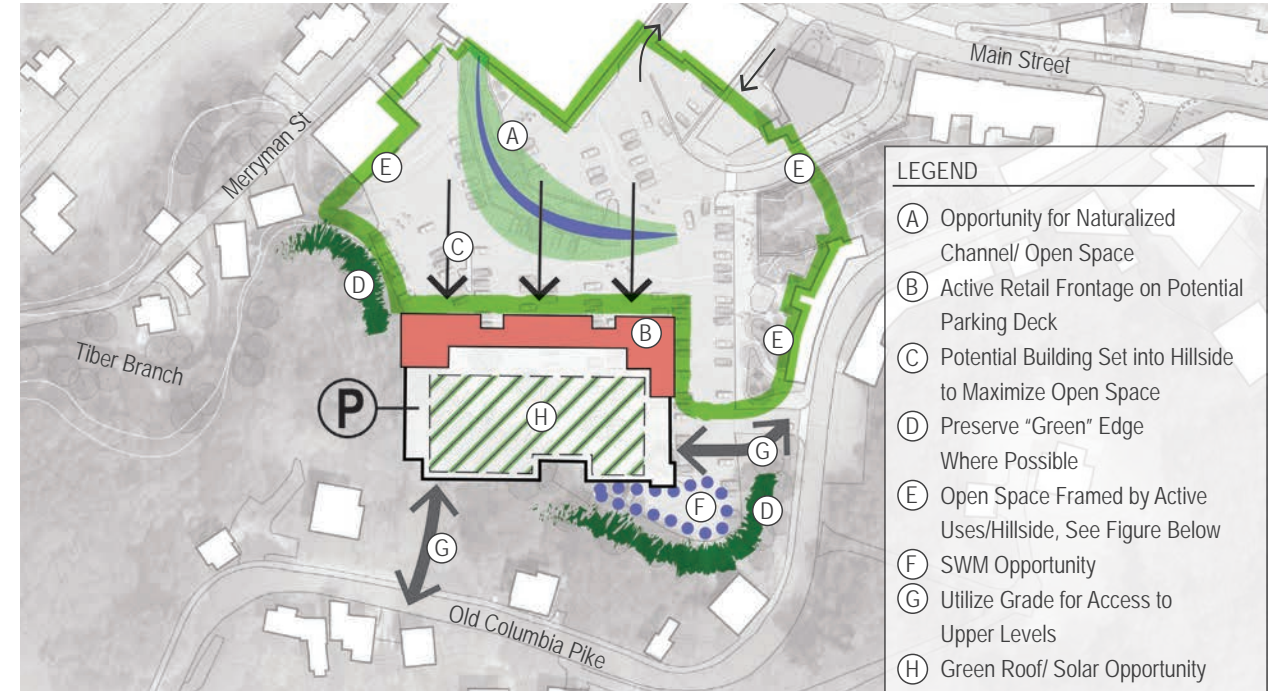 Main Street
Merryman St
Tiber Branch
Old Columbia Pike
A
E
E
C
D
B
E
P
H
G
F
D
G
LEGEND
A Opportunity for Naturalized
Channel/ Open Space
B Active Retail Frontage on Potential
Parking Deck
C Potential Building Set into Hillside
to Maximize Open Space
D Preserve “Green” Edge
Where Possible
E Open Space Framed by Active
Uses/Hillside, See Figure Below
F SWM Opportunity
G Utilize Grade for Access to
Upper Levels
H Green Roof/ Solar Opportunity